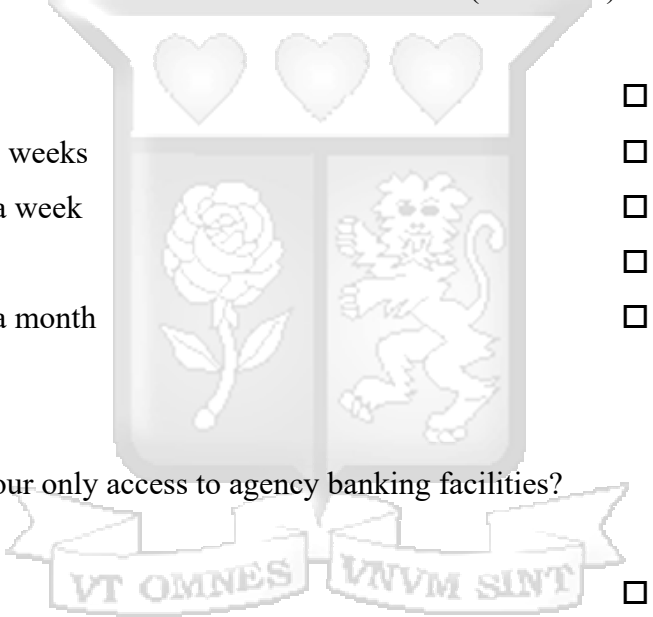 ☐
weeks ☐
a week ☐
☐
a month ☐
our only access to agency banking facilities?
VT OMNES VNVM SINT
☐